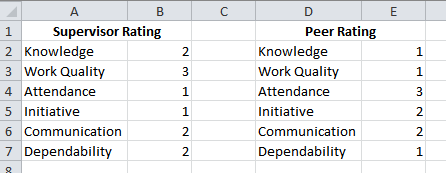 A B C D E
1 Supervisor Rating Peer Rating
2 Knowledge 2 Knowledge 1
3 Work Quality 3 Work Quality 1
4 Attendance 1 Attendance 3
5 Initiative 1 Initiative 2
6 Communication 2 Communication 2
7 Dependability 2 Dependability 1
8